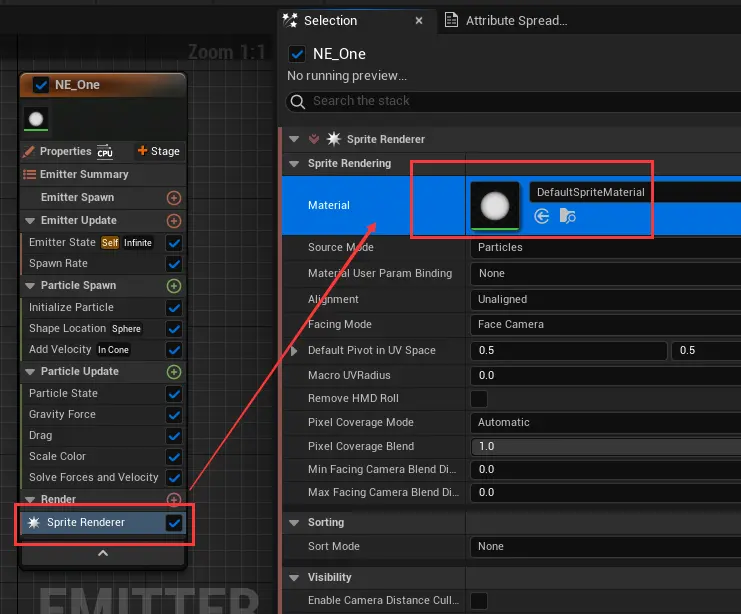 Selection
Attribute Spread...
Zoom 1:1
NE_One
NE_One
No running preview...
Search the stack
Properties CPU + Stage
Emitter Summary
Emitter Spawn
Emitter Update
Emitter State Self Infinite
Spawn Rate
Particle Spawn
Initialize Particle
Shape Location Sphere
Add Velocity In Cone
Particle Update
Particle State
Gravity Force
Drag
Scale Color
Solve Forces and Velocity
Render
Sprite Renderer
EMITTER
Sprite Renderer
Sprite Rendering
Material DefaultSpriteMaterial
Source Mode Particles
Material User Param Binding None
Alignment Unaligned
Facing Mode Face Camera
Default Pivot in UV Space 0.5 0.5
Macro UVRadius 0.0
Remove HMD Roll
Pixel Coverage Mode Automatic
Pixel Coverage Blend 1.0
Min Facing Camera Blend Di... 0.0
Max Facing Camera Blend Di... 0.0
Sorting
Sort Mode None
Visibility
Enable Camera Distance Cull...